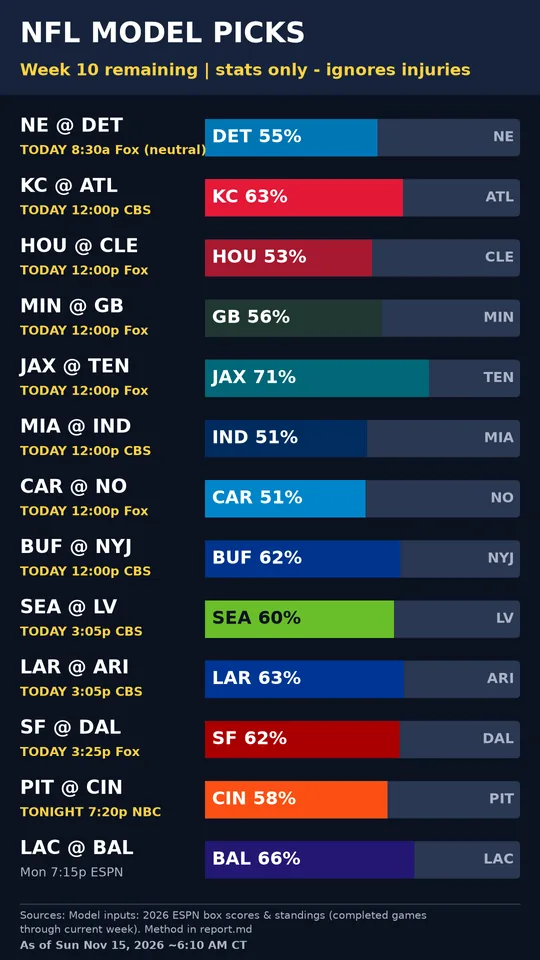 NFL MODEL PICKS
Week 10 remaining | stats only - ignores injuries
NE @ DET
TODAY 8:30a Fox (neutral)
DET 55%
NE
KC @ ATL
TODAY 12:00p CBS
KC 63%
ATL
HOU @ CLE
TODAY 12:00p Fox
HOU 53%
CLE
MIN @ GB
TODAY 12:00p Fox
GB 56%
MIN
JAX @ TEN
TODAY 12:00p Fox
JAX 71%
TEN
MIA @ IND
TODAY 12:00p CBS
IND 51%
MIA
CAR @ NO
TODAY 12:00p Fox
CAR 51%
NO
BUF @ NYJ
TODAY 12:00p CBS
BUF 62%
NYJ
SEA @ LV
TODAY 3:05p CBS
SEA 60%
LV
LAR @ ARI
TODAY 3:05p CBS
LAR 63%
ARI
SF @ DAL
TODAY 3:25p Fox
SF 62%
DAL
PIT @ CIN
TONIGHT 7:20p NBC
CIN 58%
PIT
LAC @ BAL
Mon 7:15p ESPN
BAL 66%
LAC
Sources: Model inputs: 2026 ESPN box scores & standings (completed games
through current week). Method in report.md
As of Sun Nov 15, 2026 ~6:10 AM CT